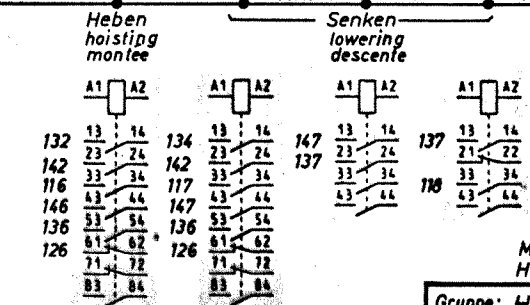 Heben Senken
hoisting lowering
montee descente
A1 A2 A1 A2 A1 A2 A1 A2
132 13 14 134 13 14 147 13 14 137 13 14
142 23 24 142 23 24 137 23 24 21 22
116 33 34 117 33 34 33 34 118 33 34
146 43 44 147 43 44 43 44 43 44
136 53 54 136 53 54
126 61 62 126 61 62
71 72 71 72
83 84 83 84
M
H
Gruppe: